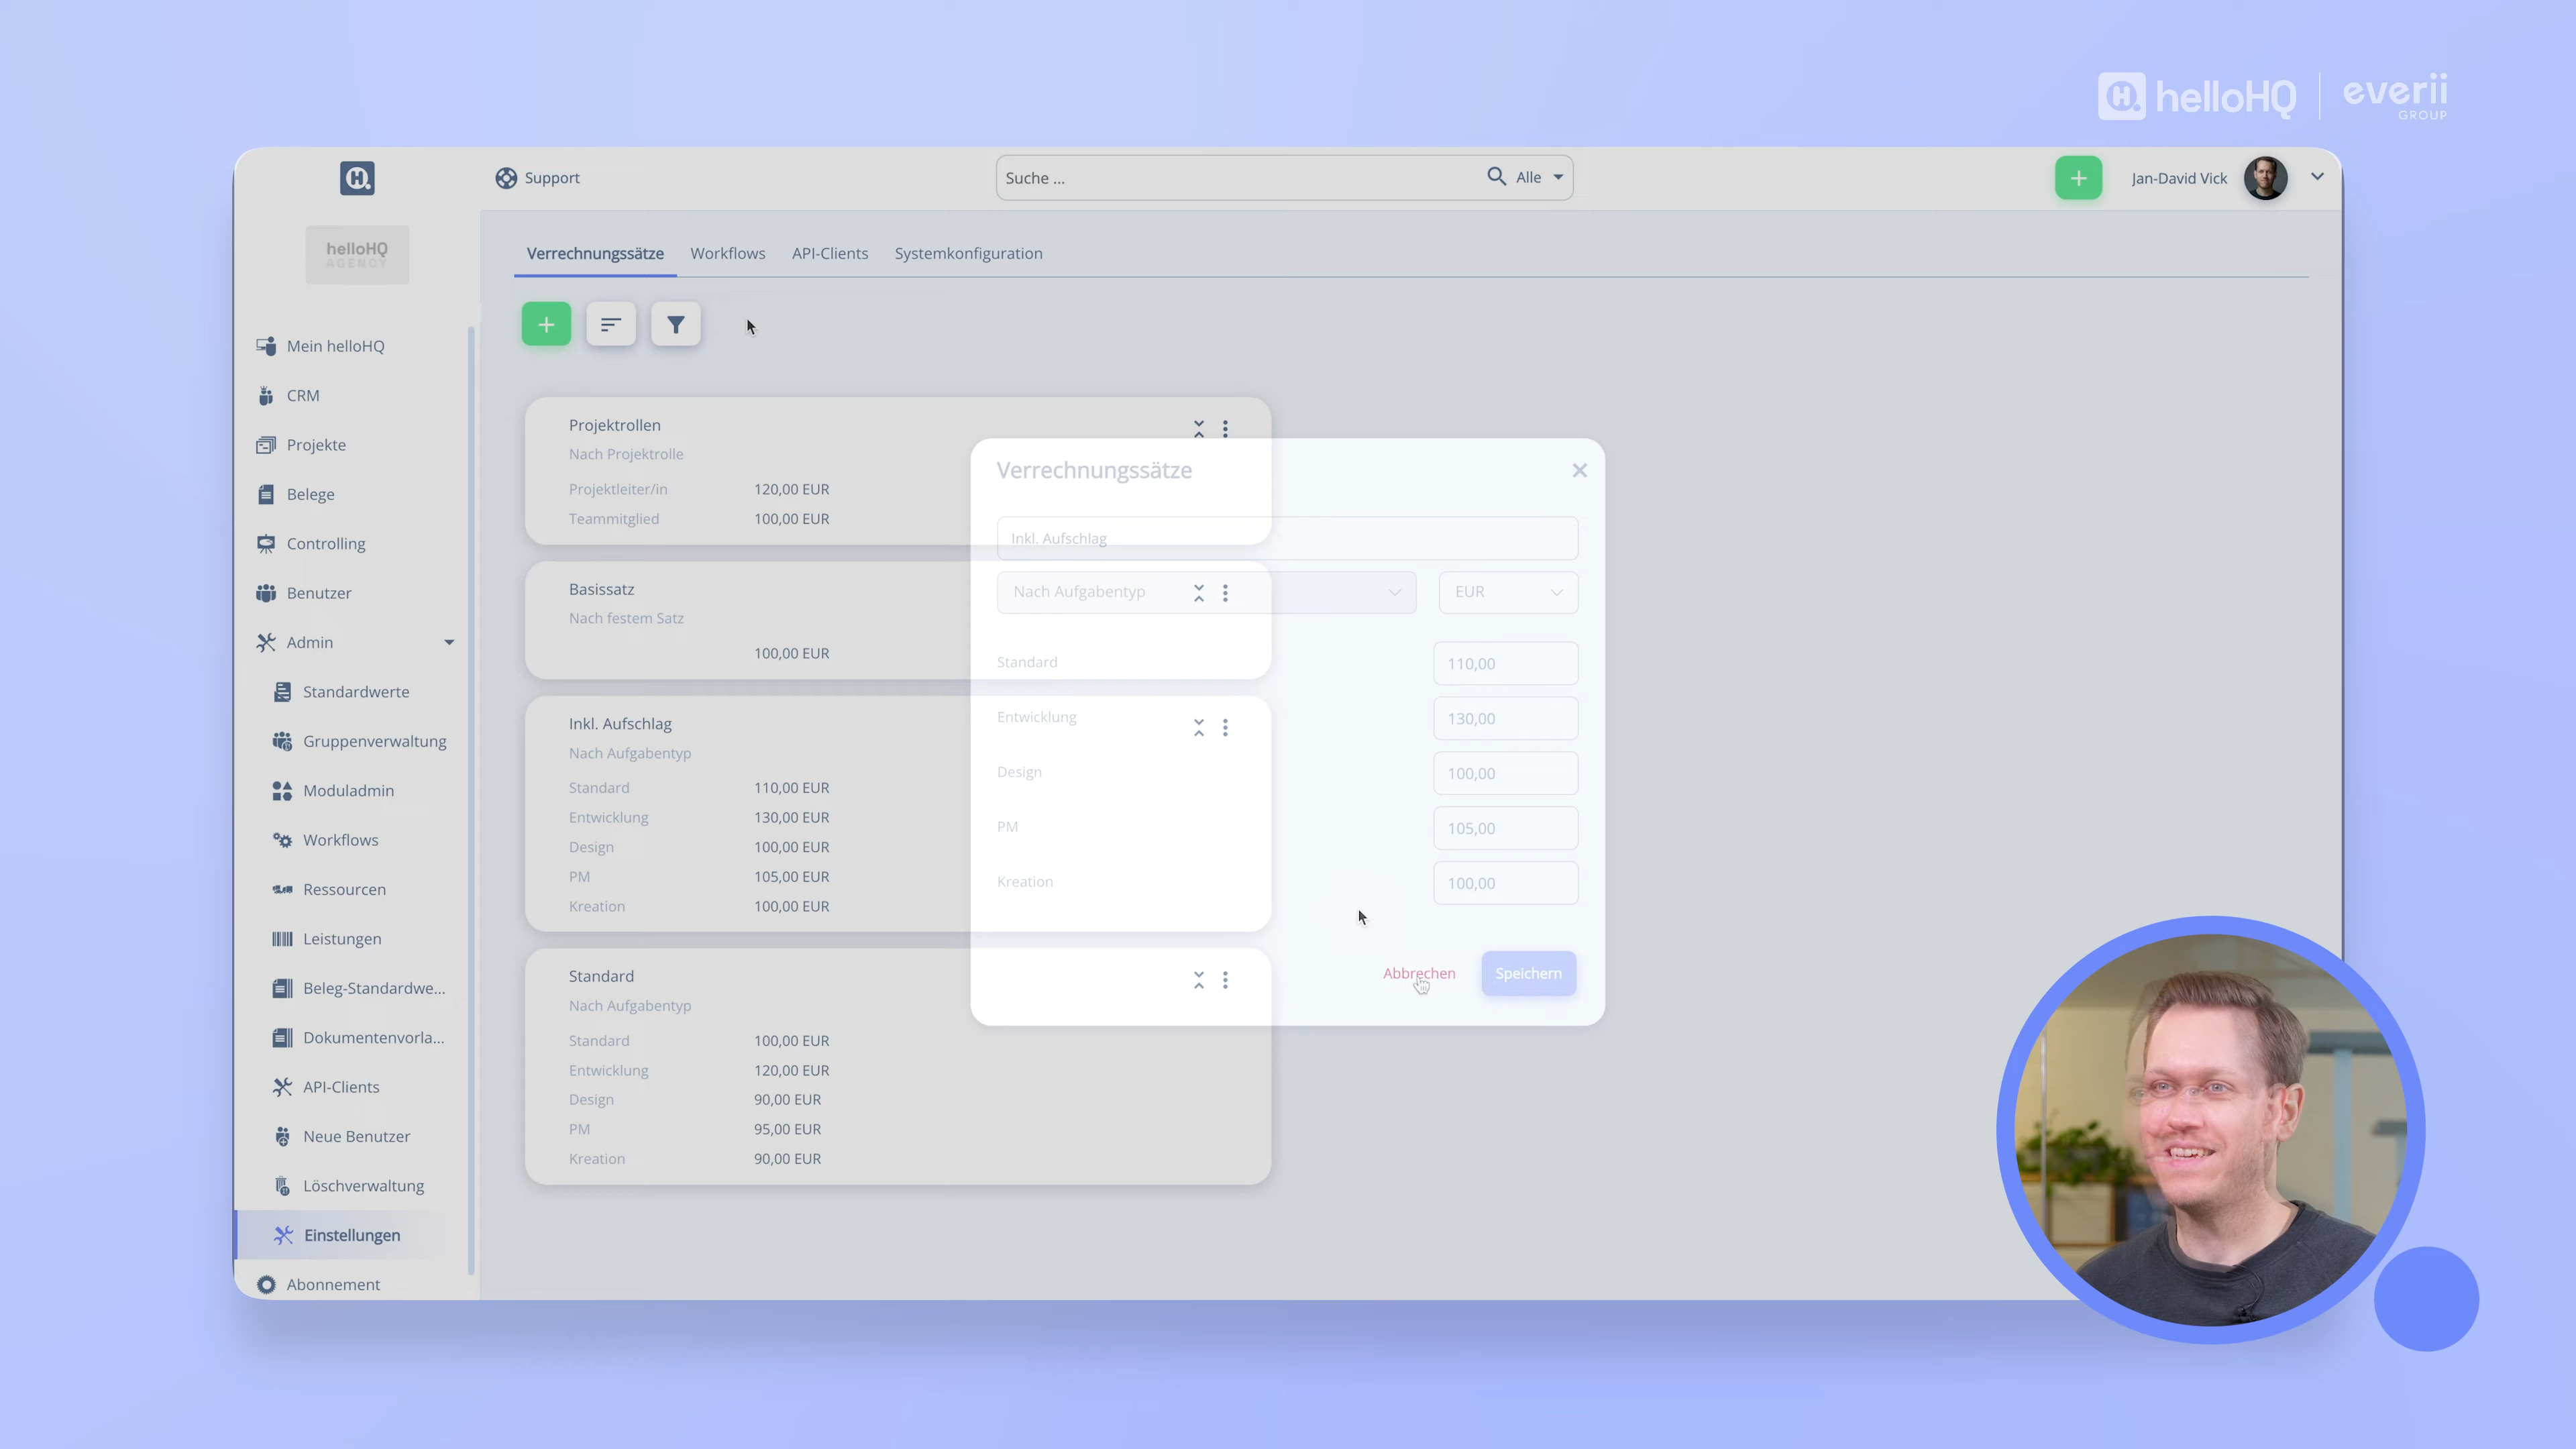 helloHQ
everii
GROUP
Support
Suche ...
Alle
Jan-David Vick
helloHQ
AGENCY
Verrechnungssätze
Workflows
API-Clients
Systemkonfiguration
Mein helloHQ
CRM
Projekte
Belege
Controlling
Benutzer
Admin
Standardwerte
Gruppenverwaltung
Moduladmin
Workflows
Ressourcen
Leistungen
Beleg-Standardwe...
Dokumentenvorla...
API-Clients
Neue Benutzer
Löschverwaltung
Einstellungen
Abonnement
Projektrollen
Nach Projektrolle
Projektleiter/in 120,00 EUR
Teammitglied 100,00 EUR
Basissatz
Nach festem Satz
100,00 EUR
Inkl. Aufschlag
Nach Aufgabentyp
Standard 110,00 EUR
Entwicklung 130,00 EUR
Design 100,00 EUR
PM 105,00 EUR
Kreation 100,00 EUR
Standard
Nach Aufgabentyp
Standard 100,00 EUR
Entwicklung 120,00 EUR
Design 90,00 EUR
PM 95,00 EUR
Kreation 90,00 EUR
Verrechnungssätze
Inkl. Aufschlag
Nach Aufgabentyp EUR
Standard 110,00
Entwicklung 130,00
Design 100,00
PM 105,00
Kreation 100,00
Abbrechen Speichern